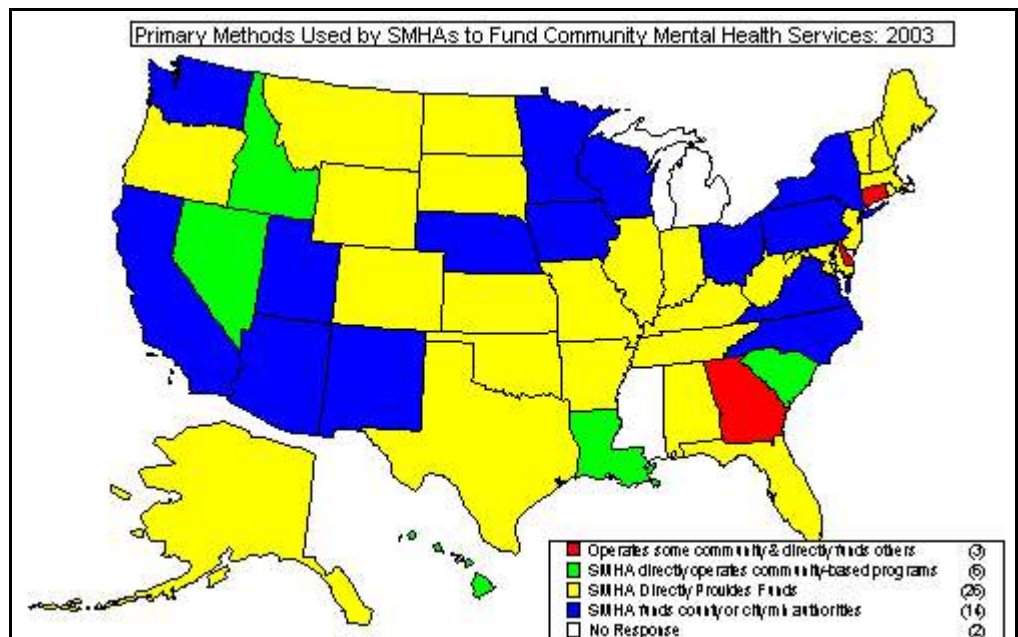 Primary Methods Used by SMHAs to Fund Community Mental Health Services: 2003
Operates some community & directly funds others (3)
SMHA directly operates community-based programs (5)
SMHA Directly Provides Funds (26)
SMHA funds county or city mh authorities (14)
No Response (2)